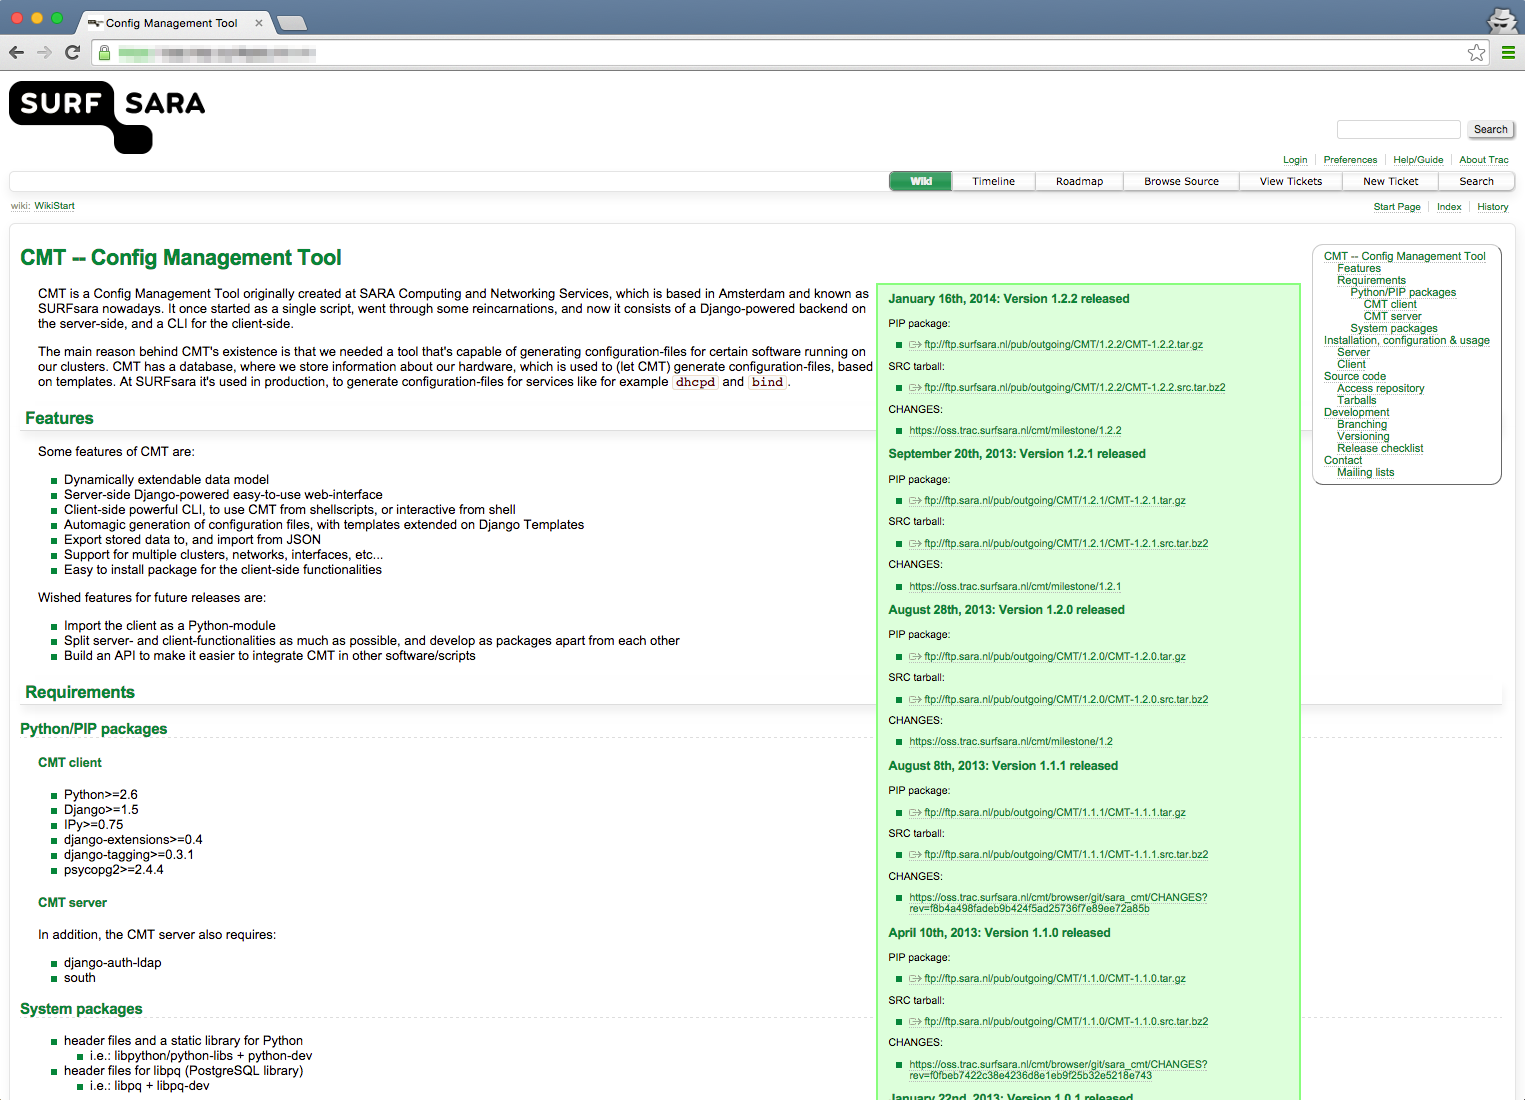 Config Management Tool
SURF SARA
Search
Login
Preferences
Help/Guide
About Trac
Wiki
Timeline
Roadmap
Browse Source
View Tickets
New Ticket
Search
wiki: WikiStart
Start Page
Index
History
CMT -- Config Management Tool
CMT is a Config Management Tool originally created at SARA Computing and Networking Services, which is based in Amsterdam and known as
SURFsara nowadays. It once started as a single script, went through some reincarnations, and now it consists of a Django-powered backend on
the server-side, and a CLI for the client-side.
The main reason behind CMT's existence is that we needed a tool that's capable of generating configuration-files for certain software running on
our clusters. CMT has a database, where we store information about our hardware, which is used to (let CMT) generate configuration-files, based
on templates. At SURFsara it's used in production, to generate configuration-files for services like for example dhcpd and bind.
Features
Some features of CMT are:
Dynamically extendable data model
Server-side Django-powered easy-to-use web-interface
Client-side powerful CLI, to use CMT from shellscripts, or interactive from shell
Automagic generation of configuration files, with templates extended on Django Templates
Export stored data to, and import from JSON
Support for multiple clusters, networks, interfaces, etc...
Easy to install package for the client-side functionalities
Wished features for future releases are:
Import the client as a Python-module
Split server- and client-functionalities as much as possible, and develop as packages apart from each other
Build an API to make it easier to integrate CMT in other software/scripts
Requirements
Python/PIP packages
CMT client
Python>=2.6
Django>=1.5
IPy>=0.75
django-extensions>=0.4
django-tagging>=0.3.1
psycopg2>=2.4.4
CMT server
In addition, the CMT server also requires:
django-auth-ldap
south
System packages
header files and a static library for Python
i.e.: libpython/python-libs + python-dev
header files for libpq (PostgreSQL library)
i.e.: libpq + libpq-dev
January 16th, 2014: Version 1.2.2 released
PIP package:
ftp://ftp.surfsara.nl/pub/outgoing/CMT/1.2.2/CMT-1.2.2.tar.gz
SRC tarball:
ftp://ftp.surfsara.nl/pub/outgoing/CMT/1.2.2/CMT-1.2.2.src.tar.bz2
CHANGES:
https://oss.trac.surfsara.nl/cmt/milestone/1.2.2
September 20th, 2013: Version 1.2.1 released
PIP package:
ftp://ftp.sara.nl/pub/outgoing/CMT/1.2.1/CMT-1.2.1.tar.gz
SRC tarball:
ftp://ftp.sara.nl/pub/outgoing/CMT/1.2.1/CMT-1.2.1.src.tar.bz2
CHANGES:
https://oss.trac.surfsara.nl/cmt/milestone/1.2.1
August 28th, 2013: Version 1.2.0 released
PIP package:
ftp://ftp.sara.nl/pub/outgoing/CMT/1.2.0/CMT-1.2.0.tar.gz
SRC tarball:
ftp://ftp.sara.nl/pub/outgoing/CMT/1.2.0/CMT-1.2.0.src.tar.bz2
CHANGES:
https://oss.trac.surfsara.nl/cmt/milestone/1.2
August 8th, 2013: Version 1.1.1 released
PIP package:
ftp://ftp.sara.nl/pub/outgoing/CMT/1.1.1/CMT-1.1.1.tar.gz
SRC tarball:
ftp://ftp.sara.nl/pub/outgoing/CMT/1.1.1/CMT-1.1.1.src.tar.bz2
CHANGES:
https://oss.trac.surfsara.nl/cmt/browser/git/sara_cmt/CHANGES?
rev=f8b4a498fadeb9b424f5ad25736f7e89ee72a85b
April 10th, 2013: Version 1.1.0 released
PIP package:
ftp://ftp.sara.nl/pub/outgoing/CMT/1.1.0/CMT-1.1.0.tar.gz
SRC tarball:
ftp://ftp.sara.nl/pub/outgoing/CMT/1.1.0/CMT-1.1.0.src.tar.bz2
CHANGES:
https://oss.trac.surfsara.nl/cmt/browser/git/sara_cmt/CHANGES?
rev=f0fbeb7422c38e4236d8e1eb9f25b32e5218e743
January 22nd, 2013: Version 1.0.1 released
CMT -- Config Management Tool
Features
Requirements
Python/PIP packages
CMT client
CMT server
System packages
Installation, configuration & usage
Server
Client
Source code
Access repository
Tarballs
Development
Branching
Versioning
Release checklist
Contact
Mailing lists